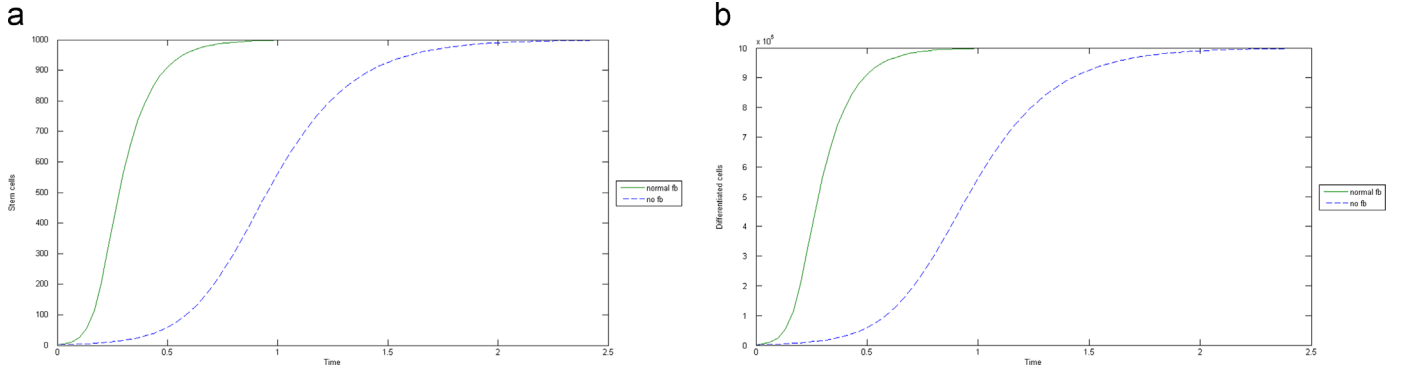 a
1000
900
800
700
600
500
400
300
200
100
0
0 0.5 1 1.5 2 2.5
Stem cells
Time
normal fb
no fb
b
x 10^5
10
9
8
7
6
5
4
3
2
1
0
0 0.5 1 1.5 2 2.5
Differentiated cells
Time
normal fb
no fb